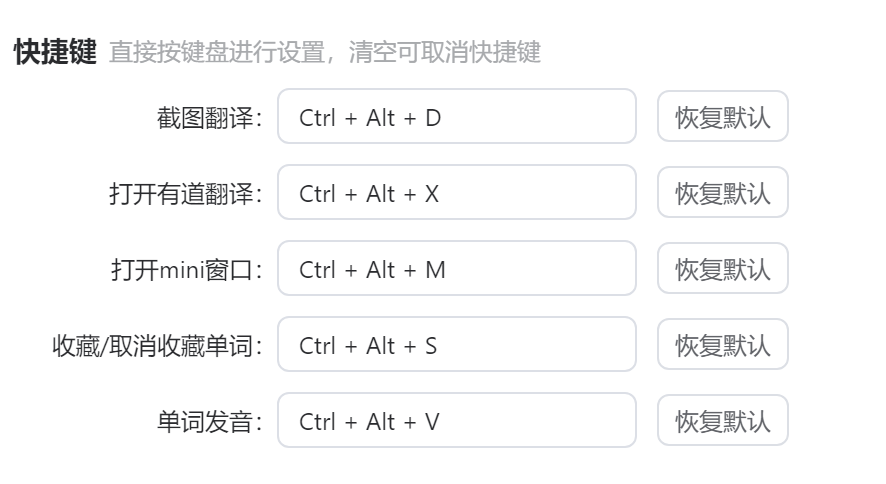 快捷键 直接按键盘进行设置，清空可取消快捷键
截图翻译： Ctrl + Alt + D 恢复默认
打开有道翻译： Ctrl + Alt + X 恢复默认
打开mini窗口： Ctrl + Alt + M 恢复默认
收藏/取消收藏单词： Ctrl + Alt + S 恢复默认
单词发音： Ctrl + Alt + V 恢复默认